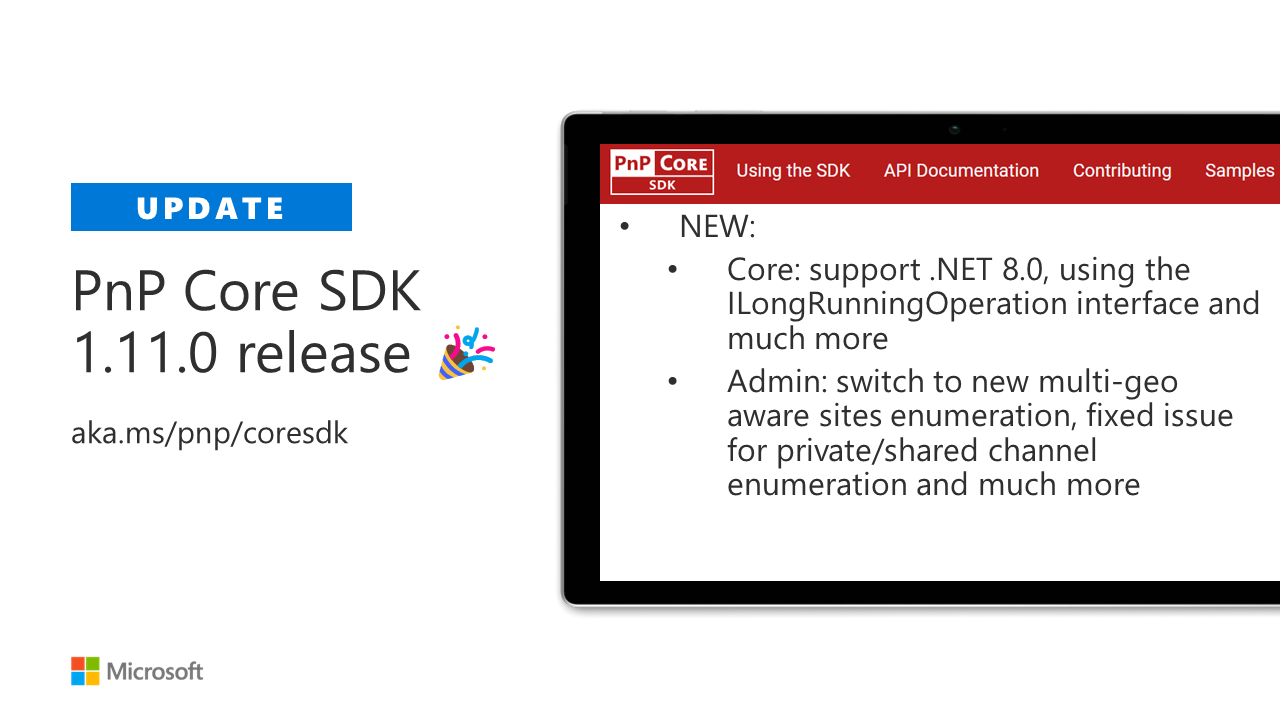 UPDATE
PnP Core SDK
1.11.0 release 🎉
aka.ms/pnp/coresdk
Microsoft
PnP CORE
SDK
Using the SDK API Documentation Contributing Samples
• NEW:
• Core: support .NET 8.0, using the
ILongRunningOperation interface and
much more
• Admin: switch to new multi-geo
aware sites enumeration, fixed issue
for private/shared channel
enumeration and much more